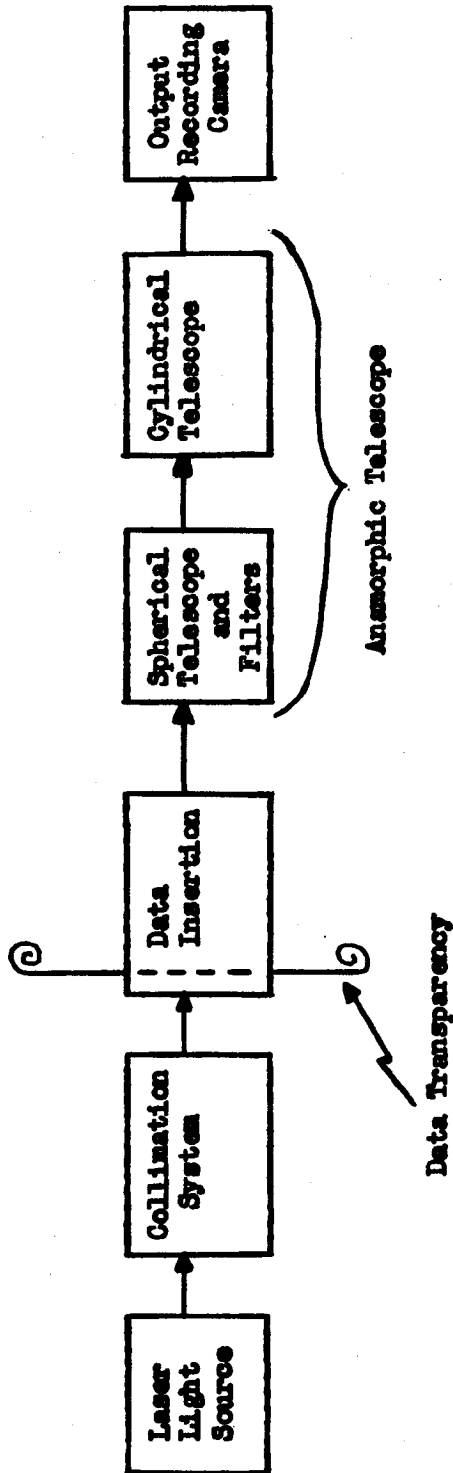 Laser
Light
Source
Collimation
System
Data
Insertion
Spherical
Telescope
and
Filters
Cylindrical
Telescope
Output
Recording
Camera
Data Transparency
Anamorphic Telescope